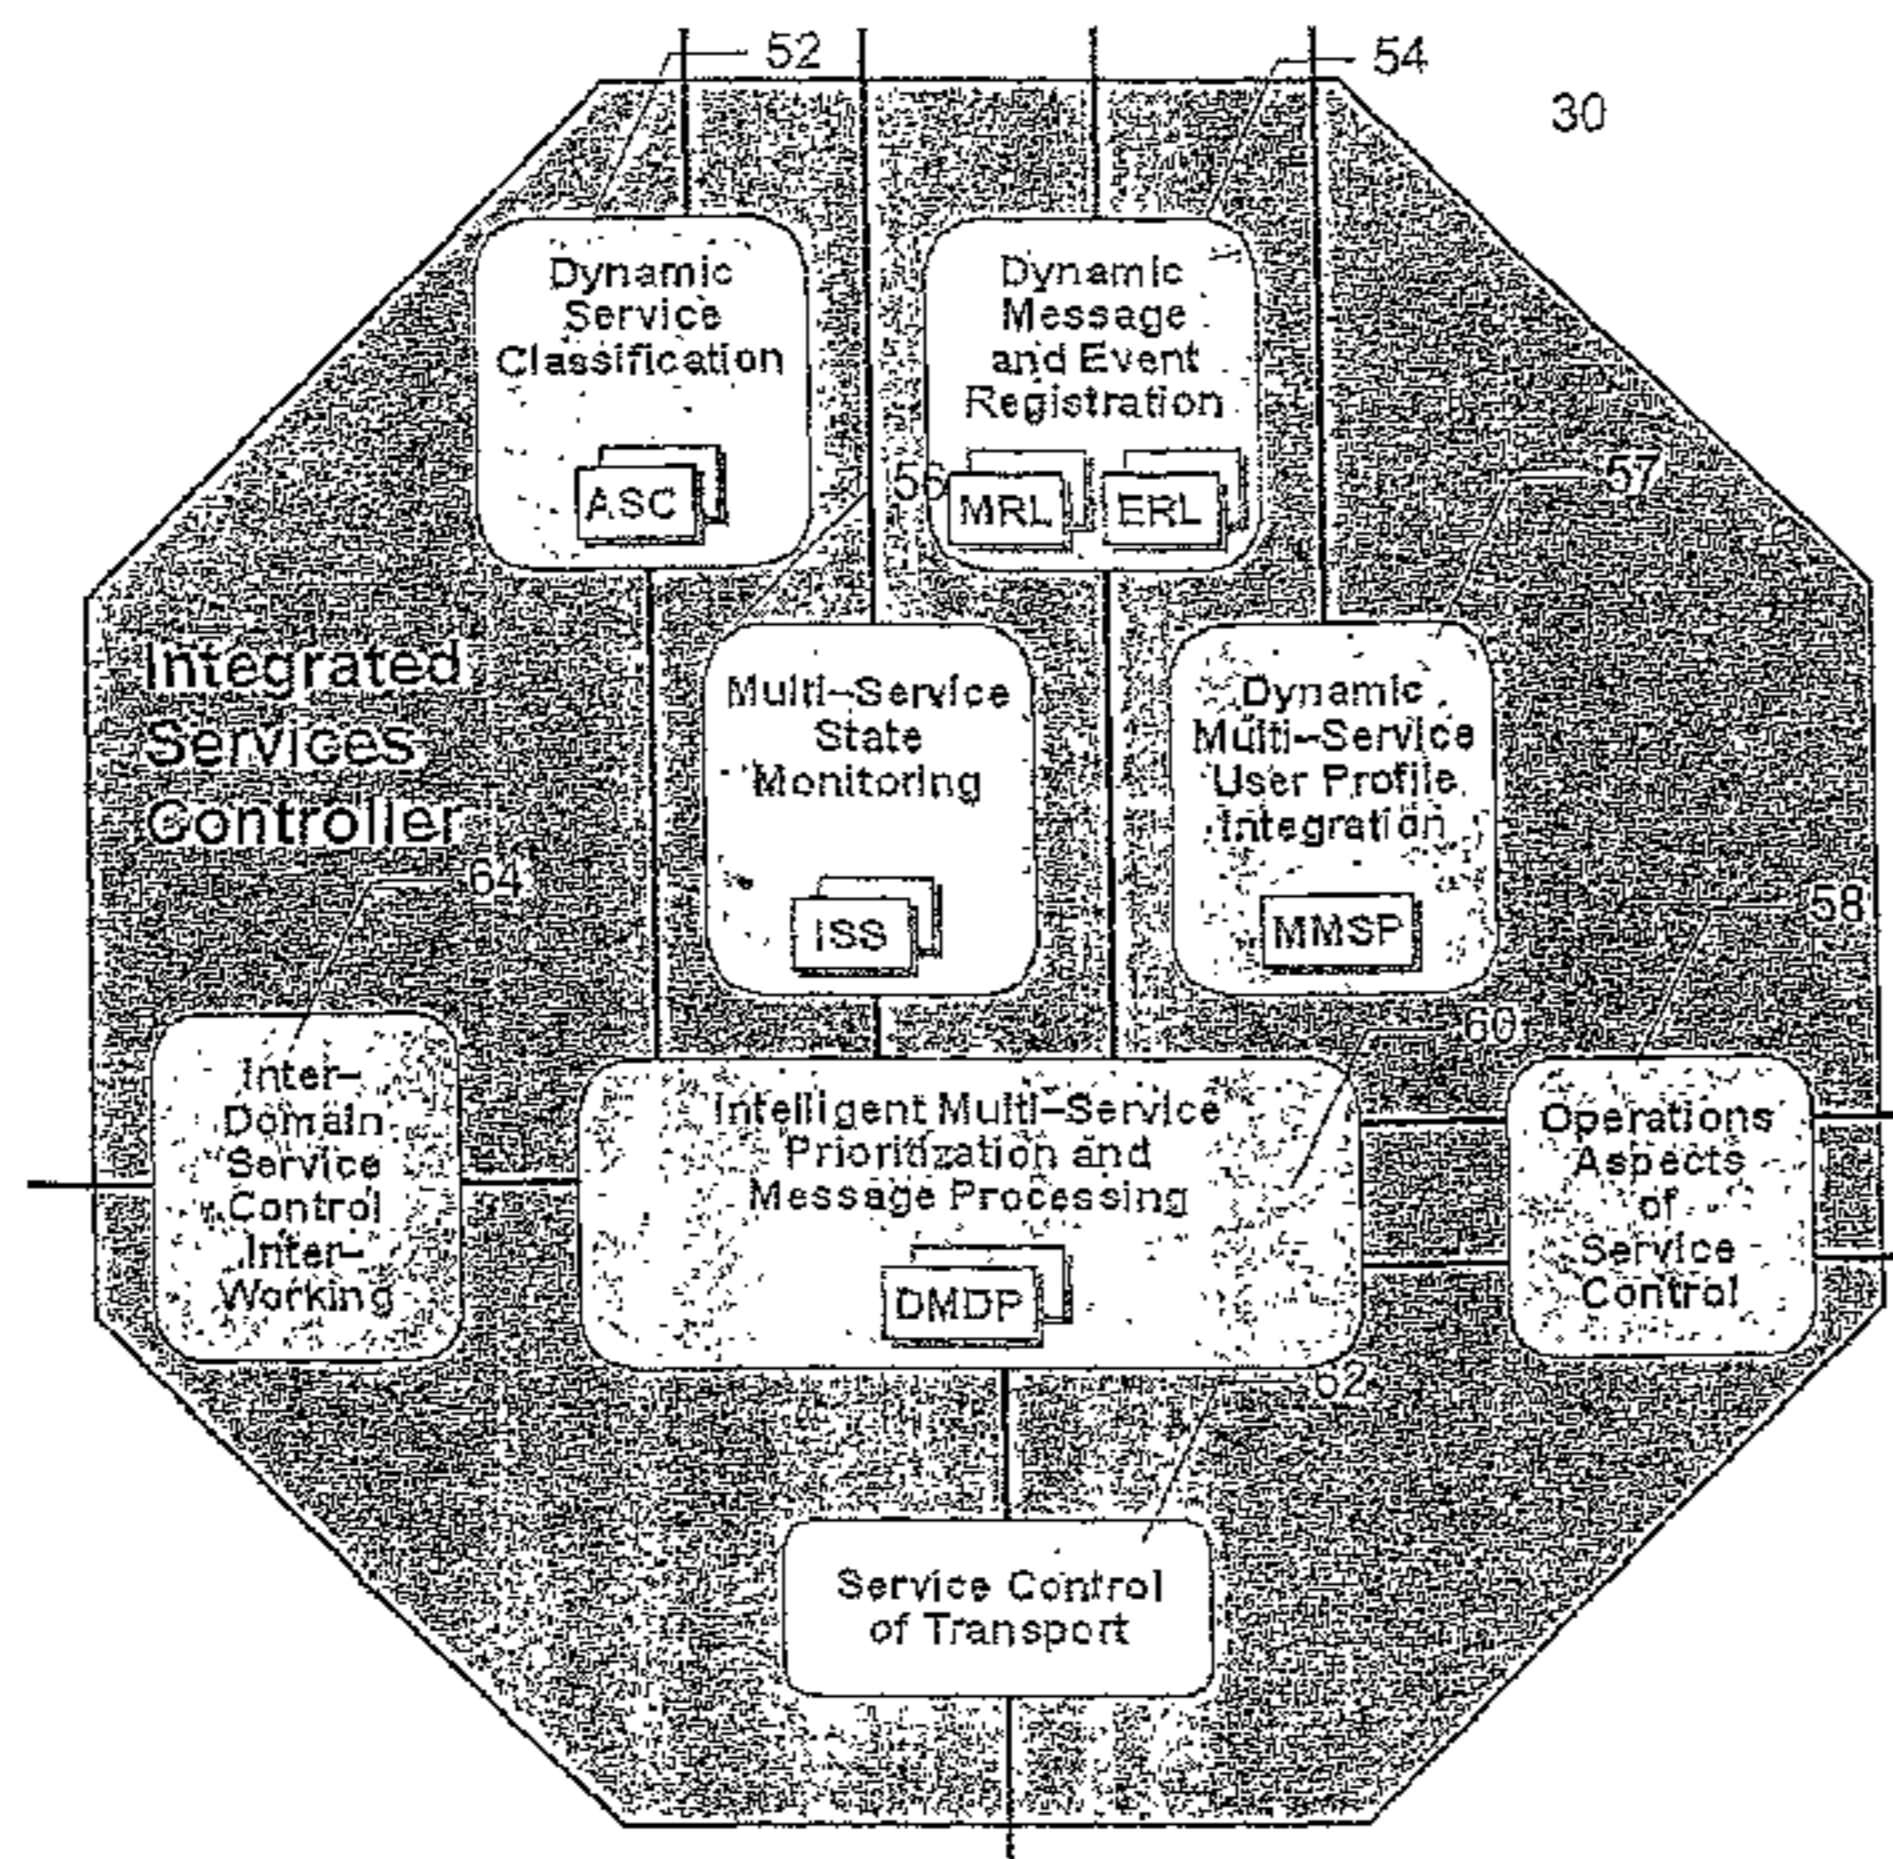 52
54
30
Dynamic
Service
Classification
ASC
Dynamic
Message
and Event
Registration
MRL
ERL
57
Integrated
Services
Controller
Multi-Service
State
Monitoring
ISS
Dynamic
Multi-Service
User Profile
Integration
MMSP
64
58
60
Inter-
Domain
Service
Control
Inter-
Working
Intelligent Multi-Service
Prioritization and
Message Processing
DMDP
Operations
Aspects
of
Service
Control
62
Service Control
of Transport